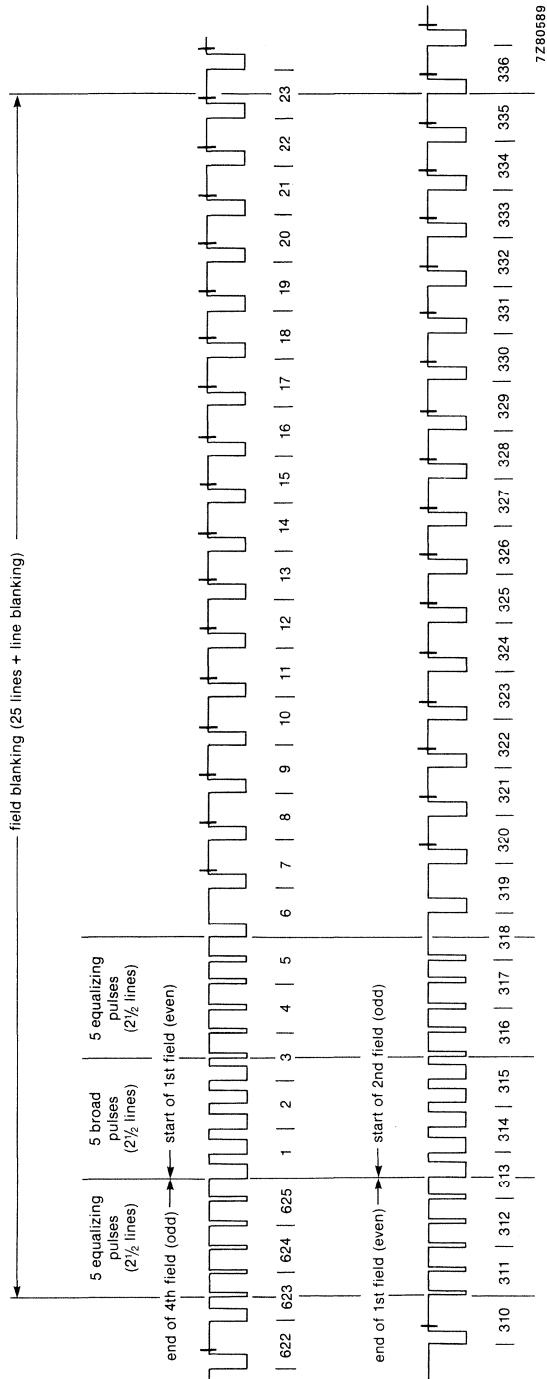 field blanking (25 lines + line blanking)
5 equalizing
pulses
(2½ lines)
5 broad
pulses
(2½ lines)
5 equalizing
pulses
(2½ lines)
end of 4th field (odd)
start of 1st field (even)
622 | 623 | 624 | 625 | 1 | 2 | 3 | 4 | 5 | 6 | 7 | 8 | 9 | 10 | 11 | 12 | 13 | 14 | 15 | 16 | 17 | 18 | 19 | 20 | 21 | 22 | 23
end of 1st field (even)
start of 2nd field (odd)
310 | 311 | 312 | 313 | 314 | 315 | 316 | 317 | 318 | 319 | 320 | 321 | 322 | 323 | 324 | 325 | 326 | 327 | 328 | 329 | 330 | 331 | 332 | 333 | 334 | 335 | 336
7Z80589